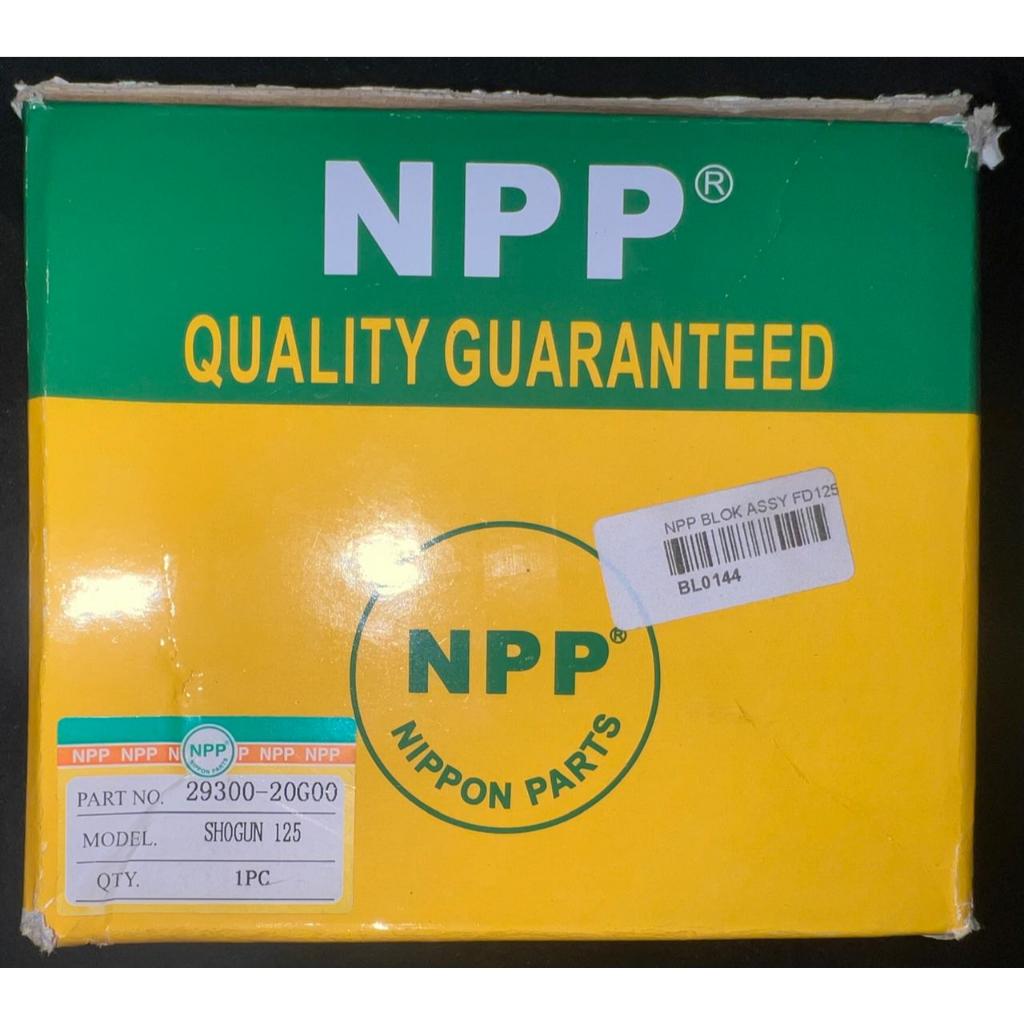 NPP®
QUALITY GUARANTEED
NPP BLOK ASSY FD125
BL0144
NPP®
NIPPON PARTS
NPP NPP N NPP P NPP NPP
NIPPON PARTS
PART NO. 29300-20G00
MODEL. SHOGUN 125
QTY. 1PC